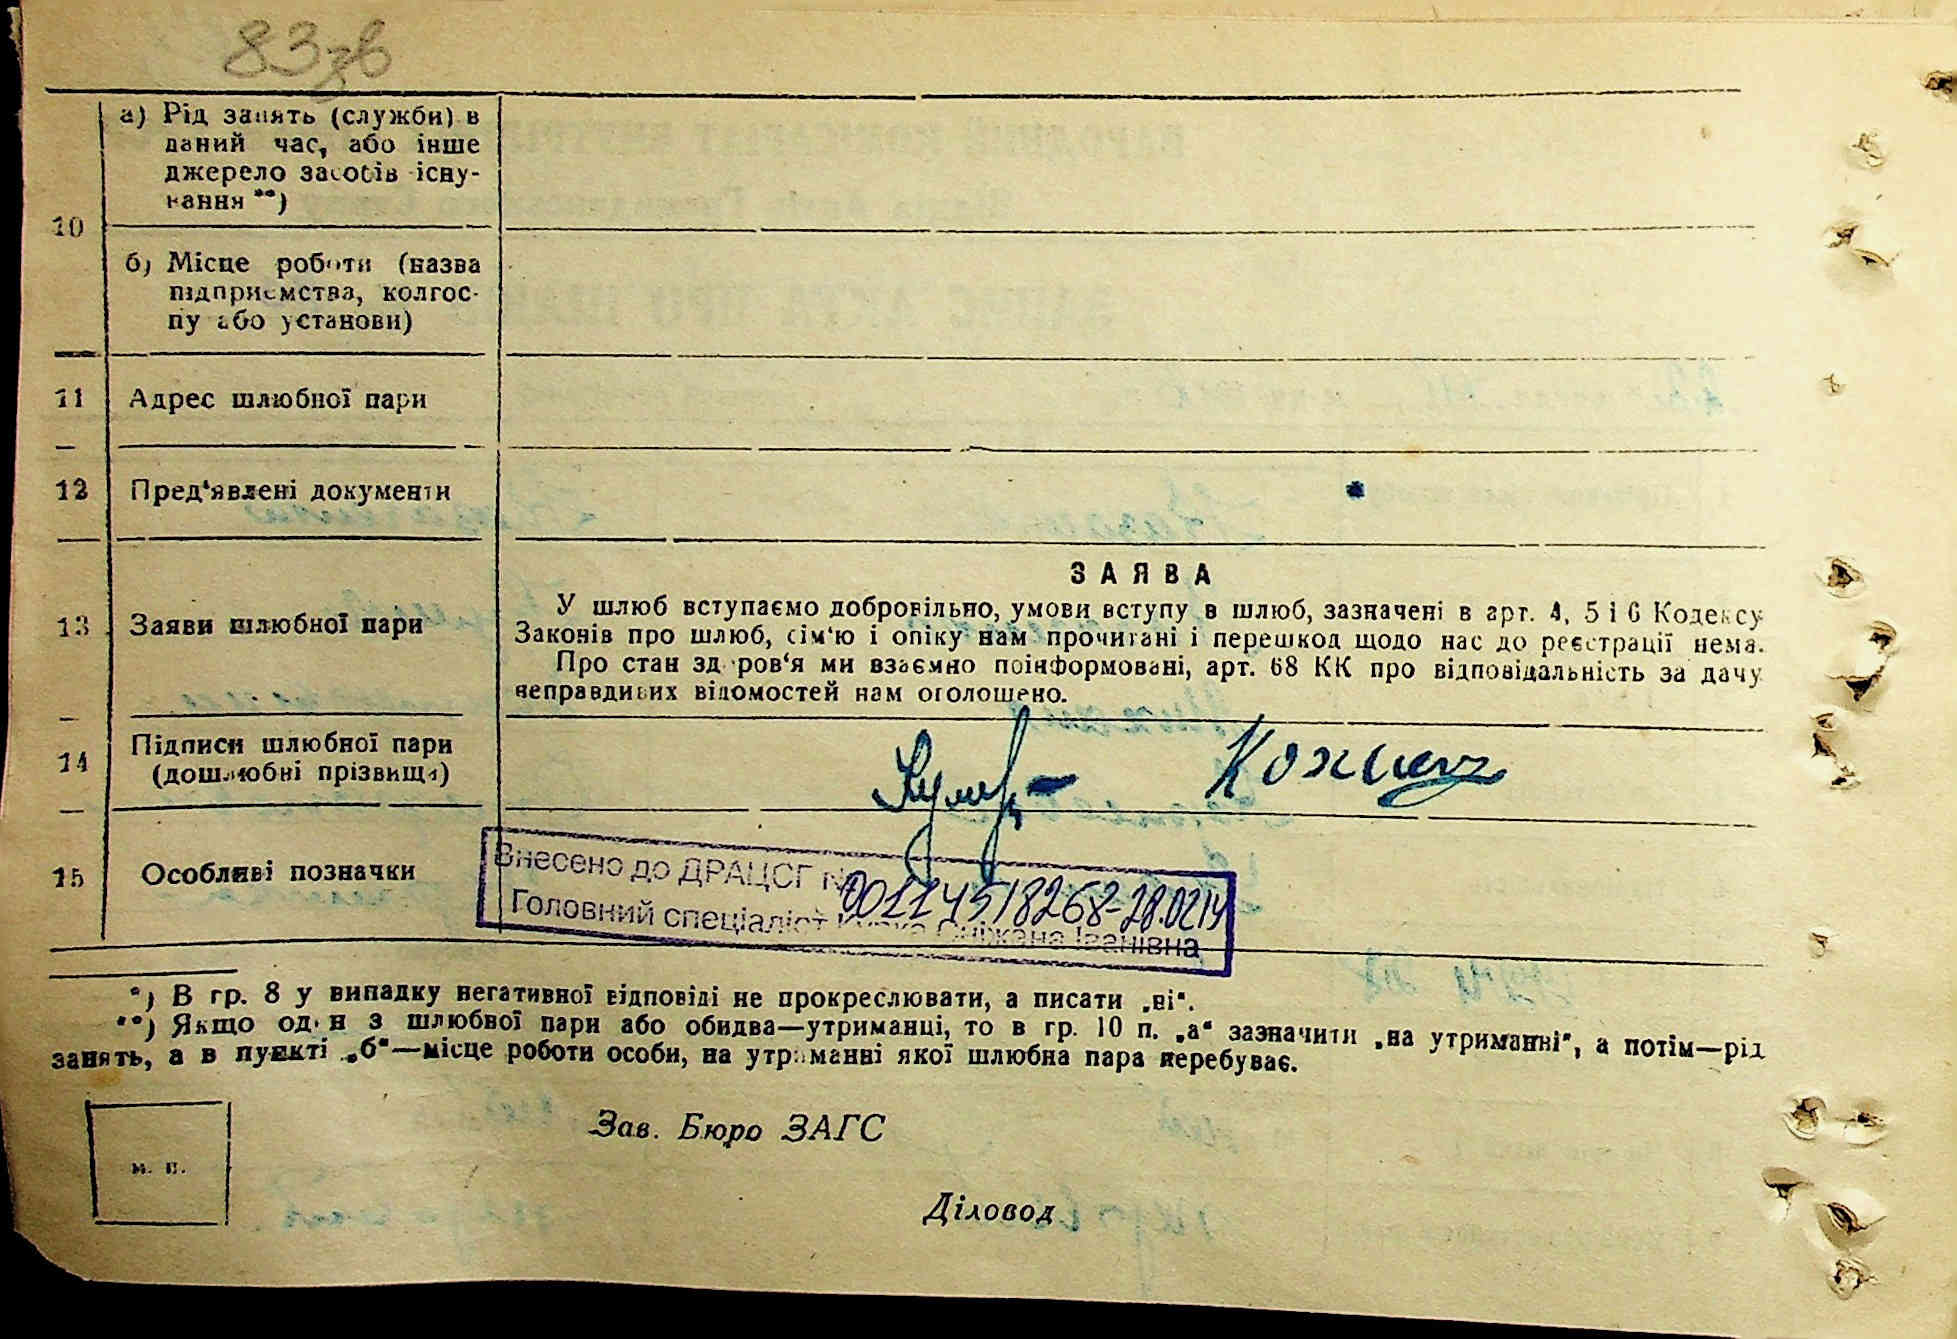 83зв
а) Рід занять (служби) в
даний час, або інше
джерело засобів існу-
вання **)
10
б) Місце роботи (назва
підприємства, колгос-
пу або установи)
11 Адрес шлюбної пари
12 Пред'явлені документи
ЗАЯВА
13 Заяви шлюбної пари
У шлюб вступаємо добровільно, умови вступу в шлюб, зазначені в арт. 4, 5 і 6 Кодексу
Законів про шлюб, сім'ю і опіку нам прочитані і перешкод щодо нас до реєстрації нема.
Про стан здоров'я ми взаємно поінформовані, арт. 68 КК про відповідальність за дачу
неправдивих відомостей нам оголошено.
14 Підписи шлюбної пари
(дошлюбні прізвища)
15 Особливі позначки
Внесено до ДРАЦСГ № 00114518268-28.02.14
Головний спеціаліст Сніжана Іванівна
*) В гр. 8 у випадку негативної відповіді не прокреслювати, а писати „ні".
**) Якщо один з шлюбної пари або обидва—утриманці, то в гр. 10 п. „а" зазначити „на утриманні", а потім—рід
занять, а в пункті „б"—місце роботи особи, на утриманні якої шлюбна пара перебуває.
Зав. Бюро ЗАГС
м. п.
Діловод